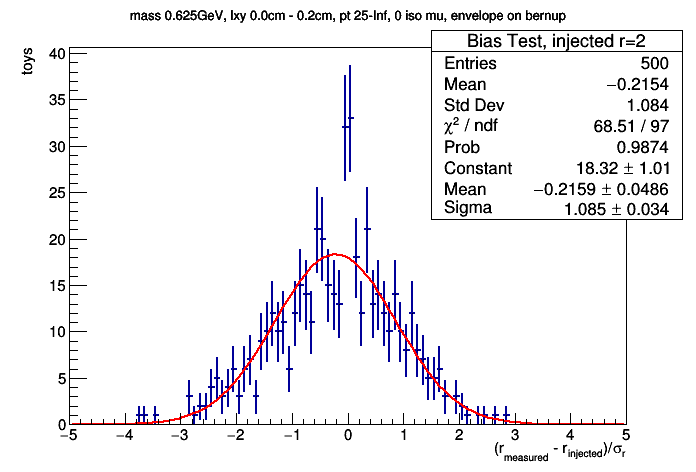 mass 0.625GeV, lxy 0.0cm - 0.2cm, pt 25-Inf, 0 iso mu, envelope on bernup
Bias Test, injected r=2
Entries 500
Mean −0.2154
Std Dev 1.084
χ² / ndf 68.51 / 97
Prob 0.9874
Constant 18.32 ± 1.01
Mean −0.2159 ± 0.0486
Sigma 1.085 ± 0.034
toys
40
35
30
25
20
15
10
5
0
−5 −4 −3 −2 −1 0 1 2 3 4 5
(r_measured - r_injected)/σ_r